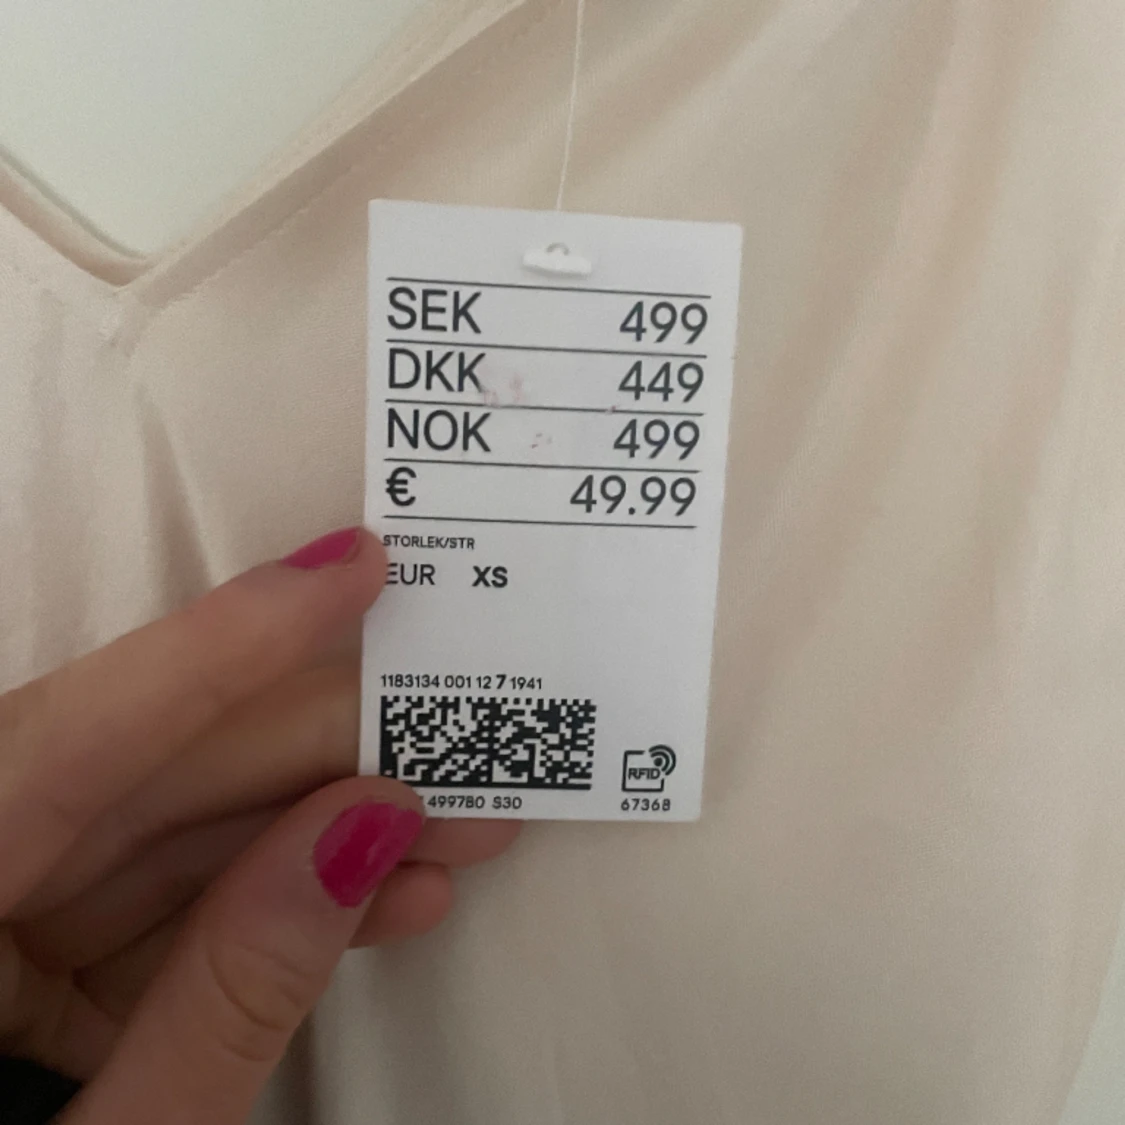 SEK 499
DKK 449
NOK 499
€ 49.99
STORLEK/STR
EUR XS
1183134 001 12 7 1941
499780 S30
RFID
67368